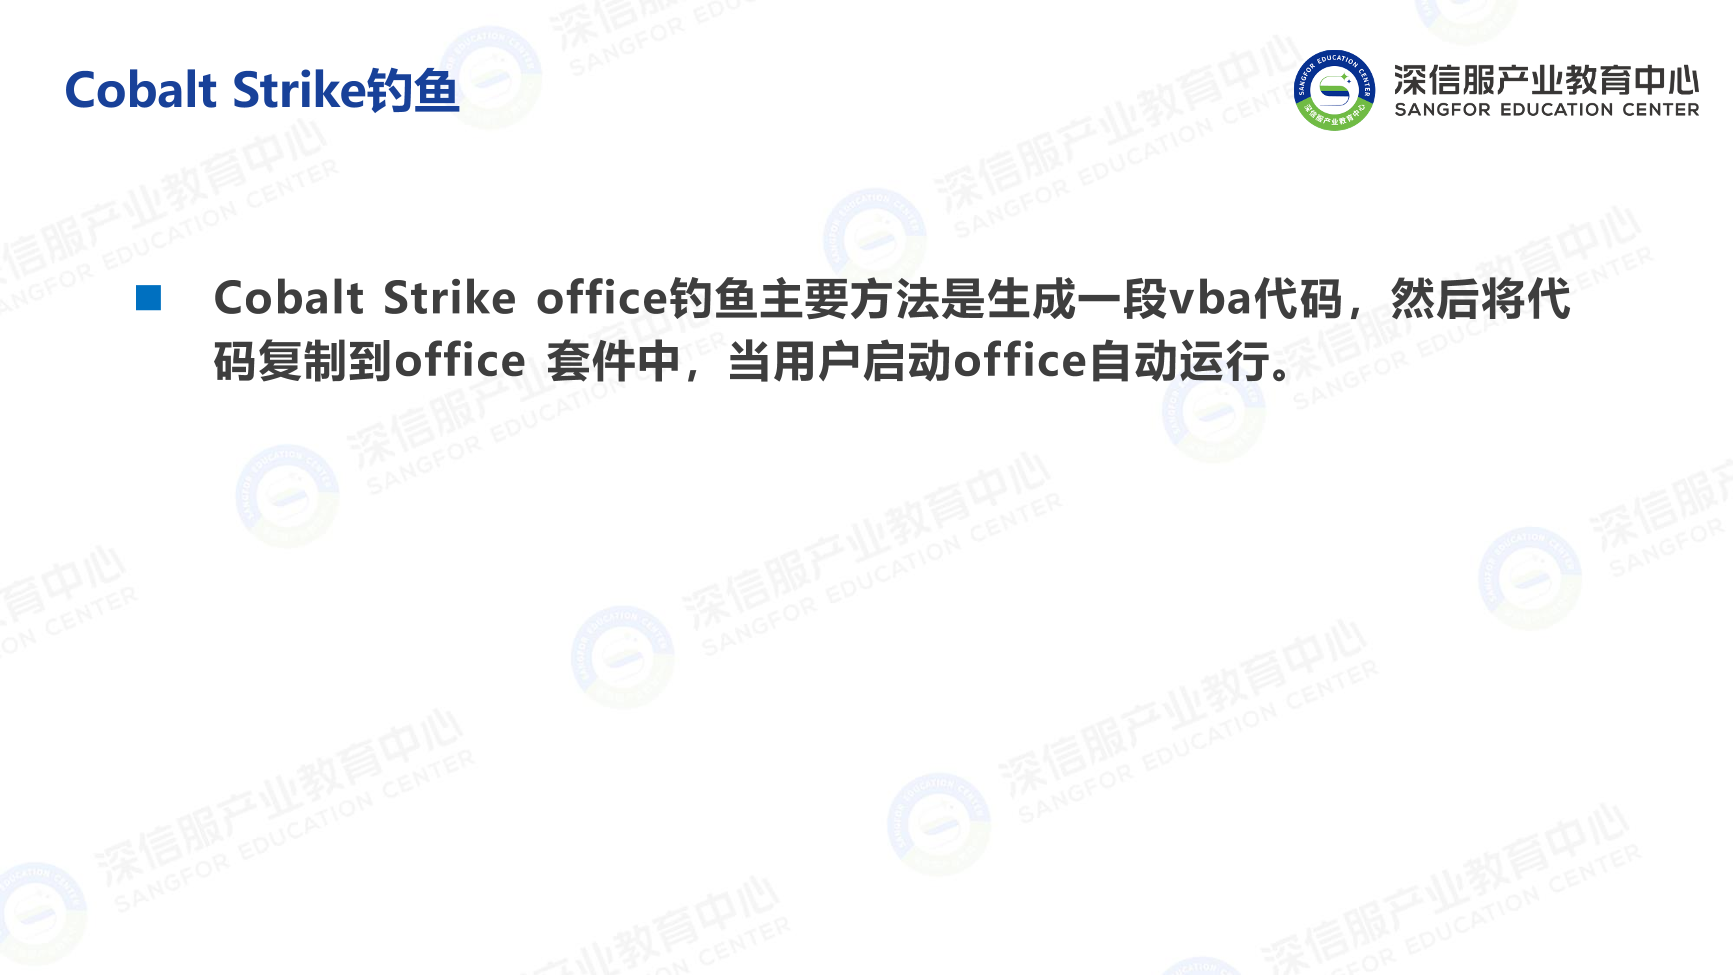 Cobalt Strike钓鱼
深信服产业教育中心
SANGFOR EDUCATION CENTER
Cobalt Strike office钓鱼主要方法是生成一段vba代码，然后将代
码复制到office 套件中，当用户启动office自动运行。